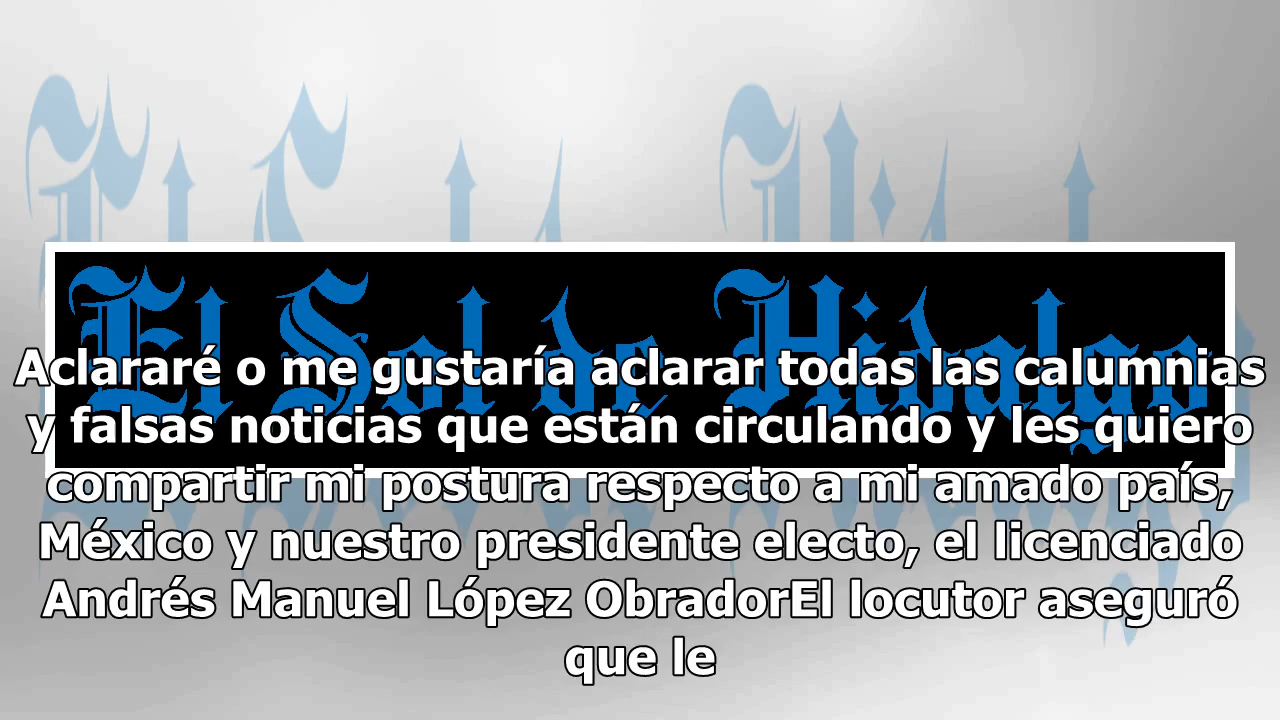 El Sol de Hidalgo
Aclararé o me gustaría aclarar todas las calumnias
y falsas noticias que están circulando y les quiero
compartir mi postura respecto a mi amado país,
México y nuestro presidente electo, el licenciado
Andrés Manuel López ObradorEl locutor aseguró
que le